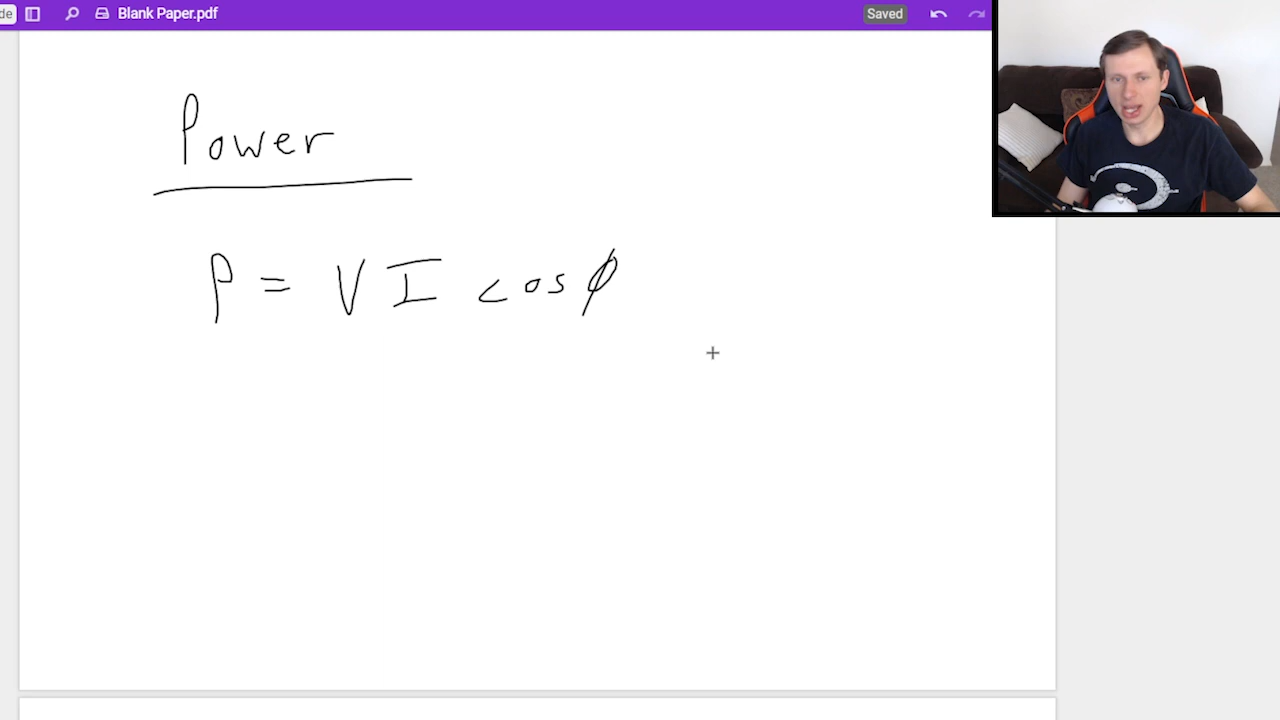 Blank Paper.pdf Saved
Power
P = V I cos ϕ